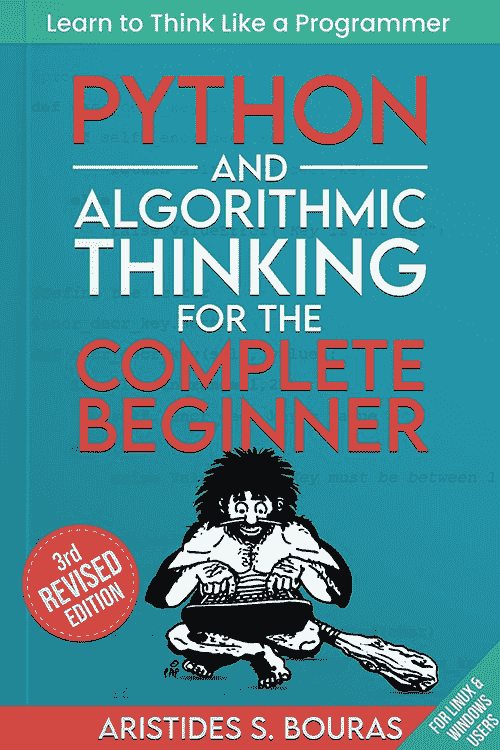 Learn to Think Like a Programmer
PYTHON
AND
ALGORITHMIC
THINKING
FOR THE
COMPLETE
BEGINNER
3rd
REVISED
EDITION
FOR LINUX &
WINDOWS
USERS
ARISTIDES S. BOURAS